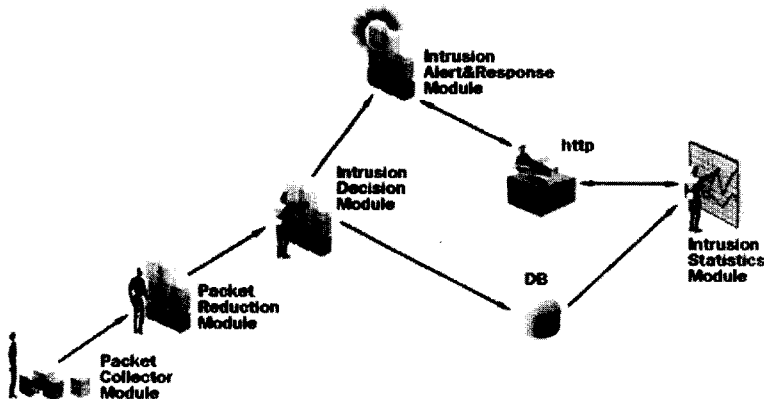 Intrusion
Alert&Response
Module
http
Intrusion
Decision
Module
Intrusion
Statistics
Module
DB
Packet
Reduction
Module
Packet
Collector
Module